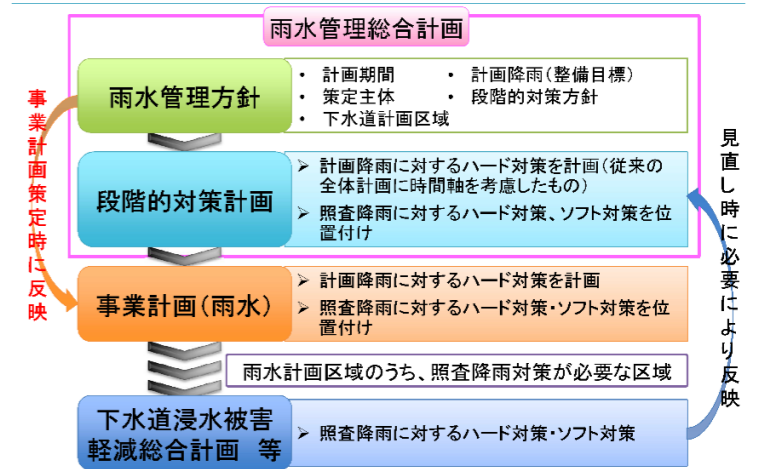 雨水管理総合計画
雨水管理方針
・ 計画期間 ・ 計画降雨(整備目標)
・ 策定主体 ・ 段階的対策方針
・ 下水道計画区域
段階的対策計画
➢ 計画降雨に対するハード対策を計画(従来の
全体計画に時間軸を考慮したもの)
➢ 照査降雨に対するハード対策、ソフト対策を位
置付け
事業計画(雨水)
➢ 計画降雨に対するハード対策を計画
➢ 照査降雨に対するハード対策・ソフト対策を位
置付け
雨水計画区域のうち、照査降雨対策が必要な区域
下水道浸水被害
軽減総合計画 等
➢ 照査降雨に対するハード対策・ソフト対策
事業計画策定時に反映
見直し時に必要により反映